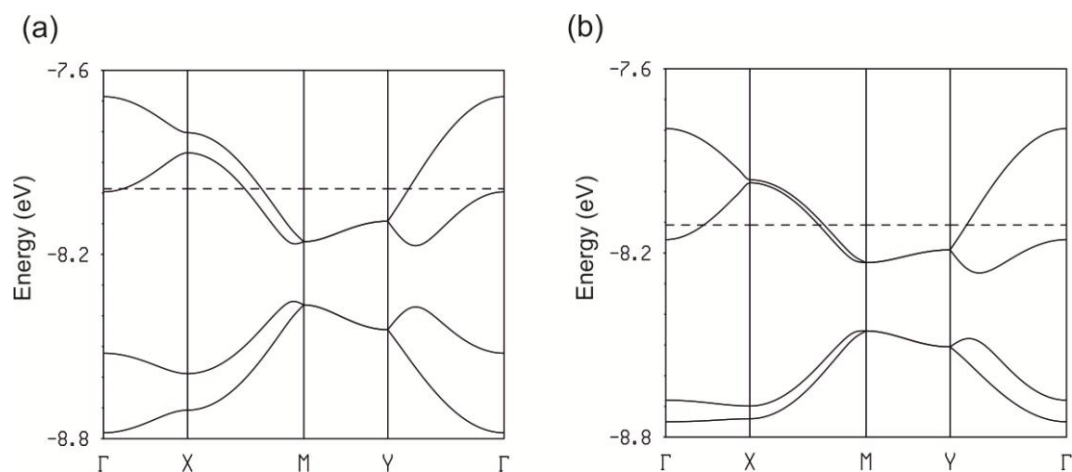 (a)
-7.6
-8.2
-8.8
Energy (eV)
Γ X M Y Γ
(b)
-7.6
-8.2
-8.8
Energy (eV)
Γ X M Y Γ